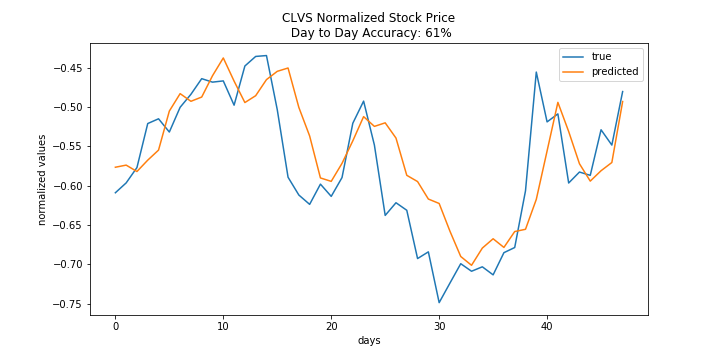 CLVS Normalized Stock Price
Day to Day Accuracy: 61%
true
predicted
normalized values
−0.45
−0.50
−0.55
−0.60
−0.65
−0.70
−0.75
0
10
20
30
40
days